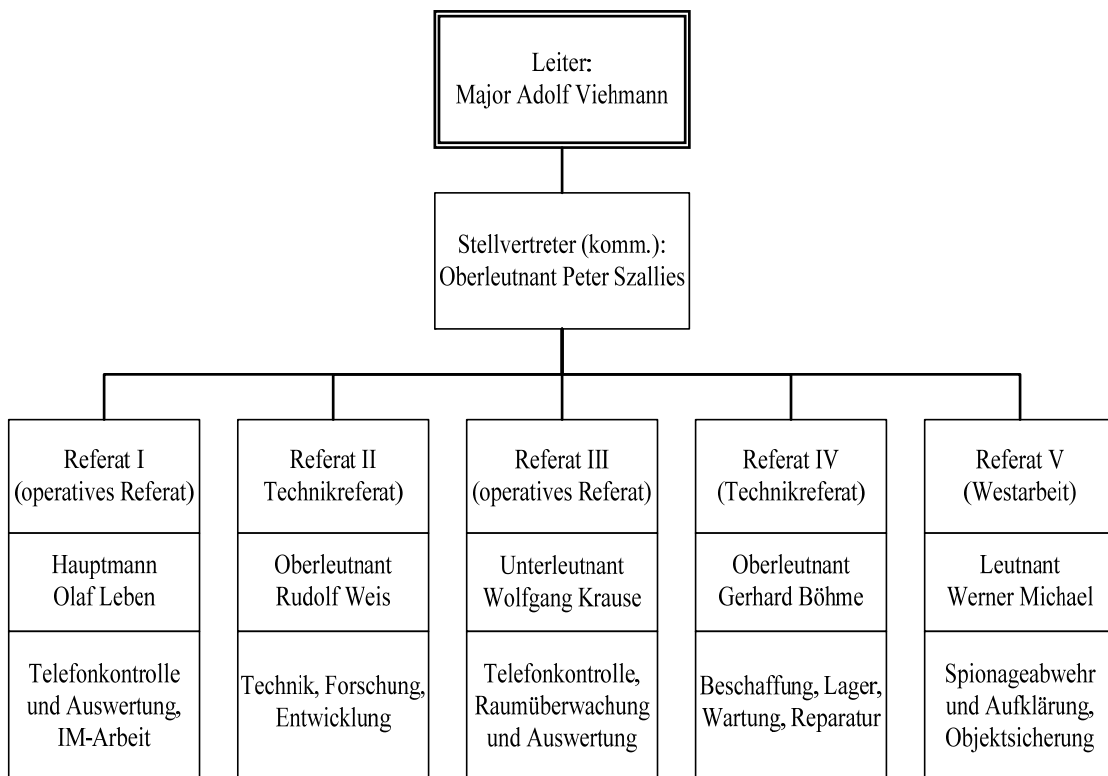 Leiter:
Major Adolf Viehmann
Stellvertreter (komm.):
Oberleutnant Peter Szallies
Referat I
(operatives Referat)
Hauptmann
Olaf Leben
Telefonkontrolle
und Auswertung,
IM-Arbeit
Referat II
Technikreferat)
Oberleutnant
Rudolf Weis
Technik, Forschung,
Entwicklung
Referat III
(operatives Referat)
Unterleutnant
Wolfgang Krause
Telefonkontrolle,
Raumüberwachung
und Auswertung
Referat IV
(Technikreferat)
Oberleutnant
Gerhard Böhme
Beschaffung, Lager,
Wartung, Reparatur
Referat V
(Westarbeit)
Leutnant
Werner Michael
Spionageabwehr
und Aufklärung,
Objektsicherung